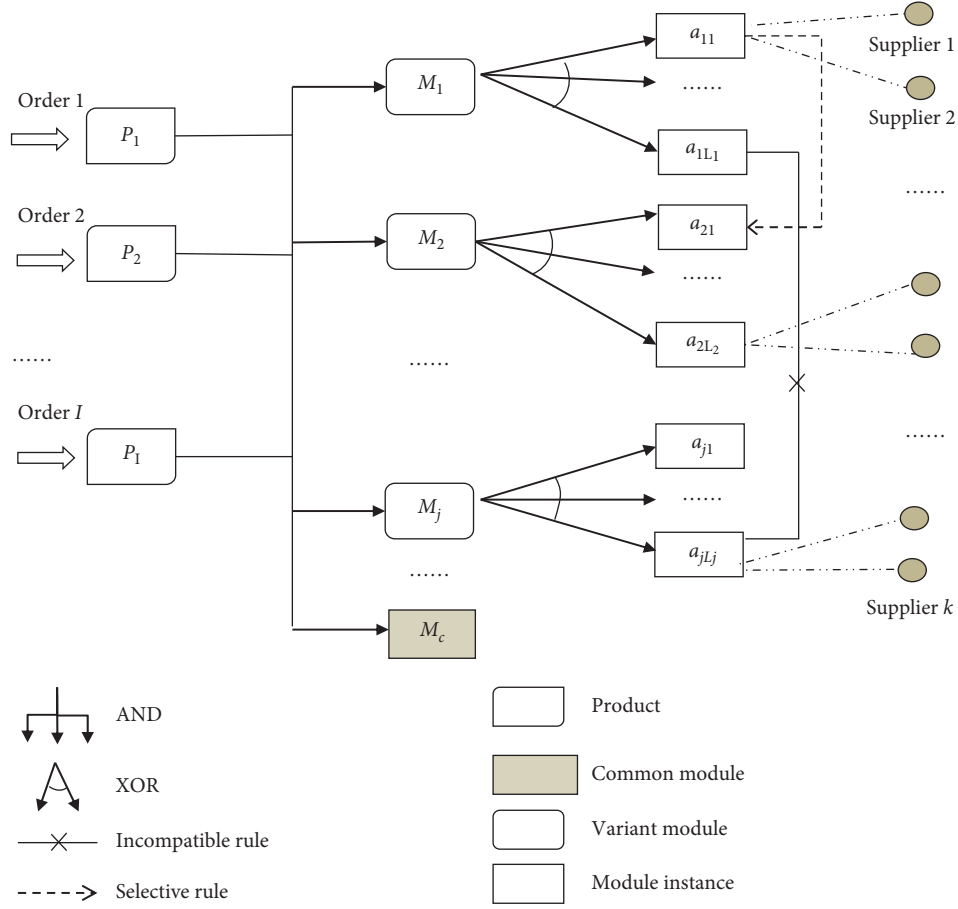 Order 1
P1
Order 2
P2
......
Order I
PI
M1
M2
......
Mj
......
Mc
a11
......
a1L1
a21
......
a2L2
aj1
......
ajLj
Supplier 1
Supplier 2
......
......
Supplier k
AND
XOR
Incompatible rule
Selective rule
Product
Common module
Variant module
Module instance